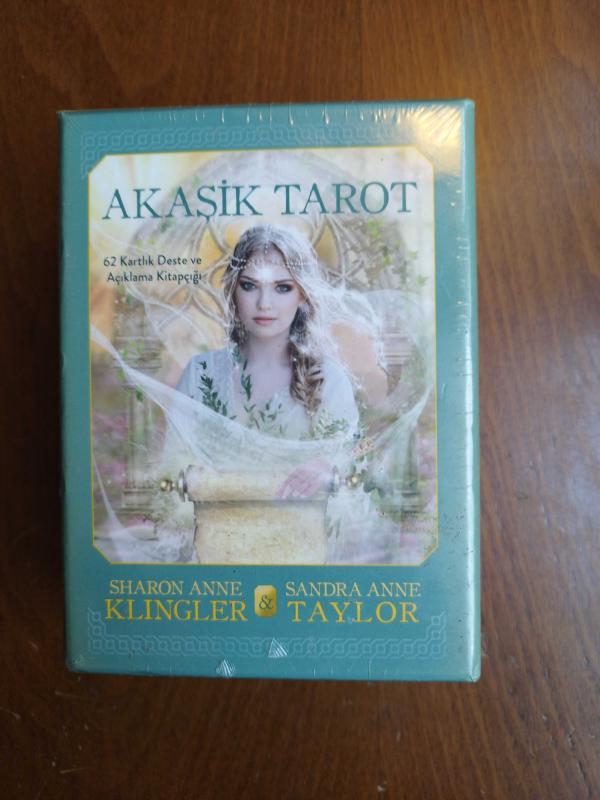 AKAŞİK TAROT
62 Kartlık Deste ve
Açıklama Kitapçığı
SHARON ANNE
KLINGLER
&
SANDRA ANNE
TAYLOR